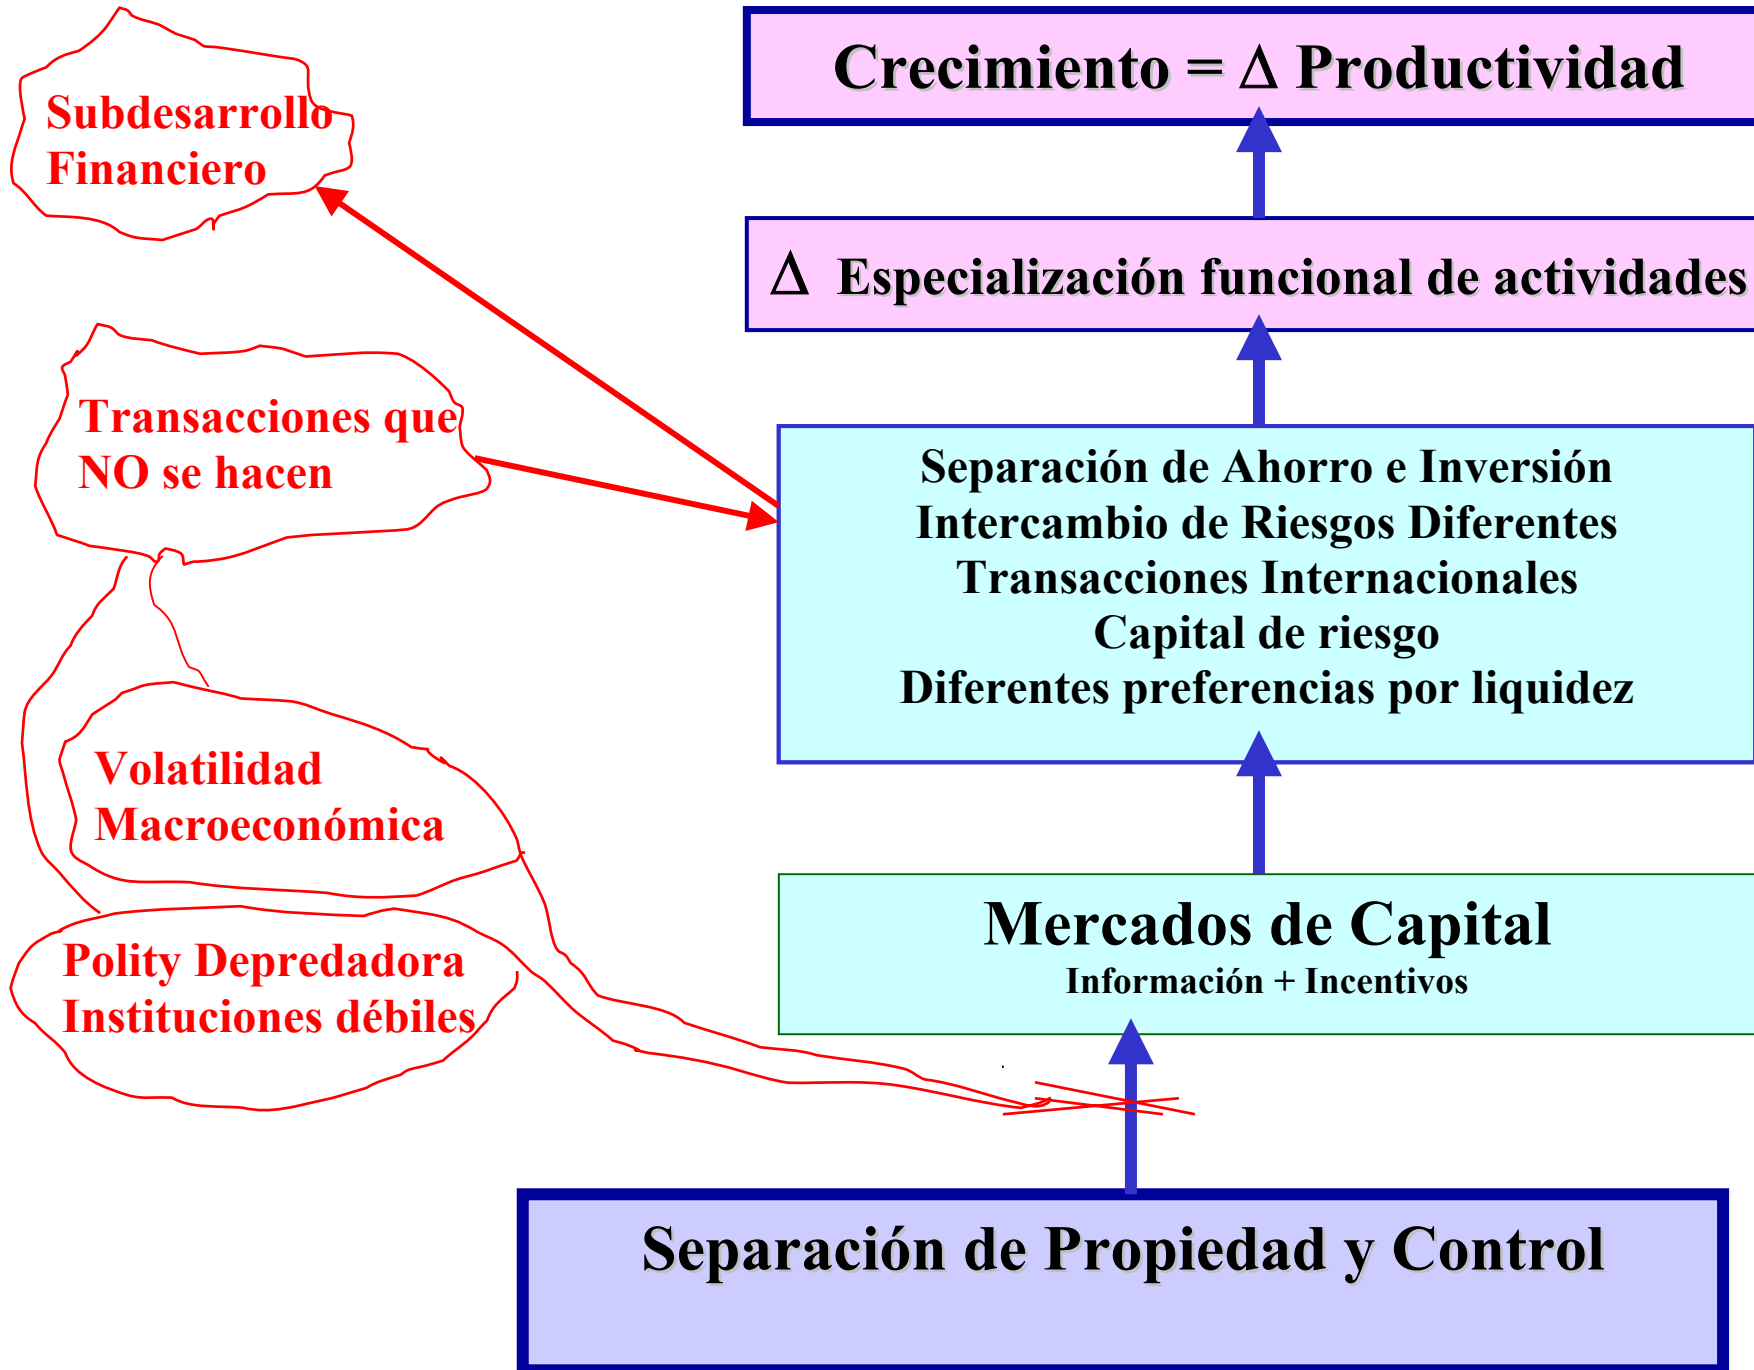 Subdesarrollo
Financiero
Transacciones que
NO se hacen
Volatilidad
Macroeconómica
Polity Depredadora
Instituciones débiles
Crecimiento = Δ Productividad
Δ Especialización funcional de actividades
Separación de Ahorro e Inversión
Intercambio de Riesgos Diferentes
Transacciones Internacionales
Capital de riesgo
Diferentes preferencias por liquidez
Mercados de Capital
Información + Incentivos
Separación de Propiedad y Control